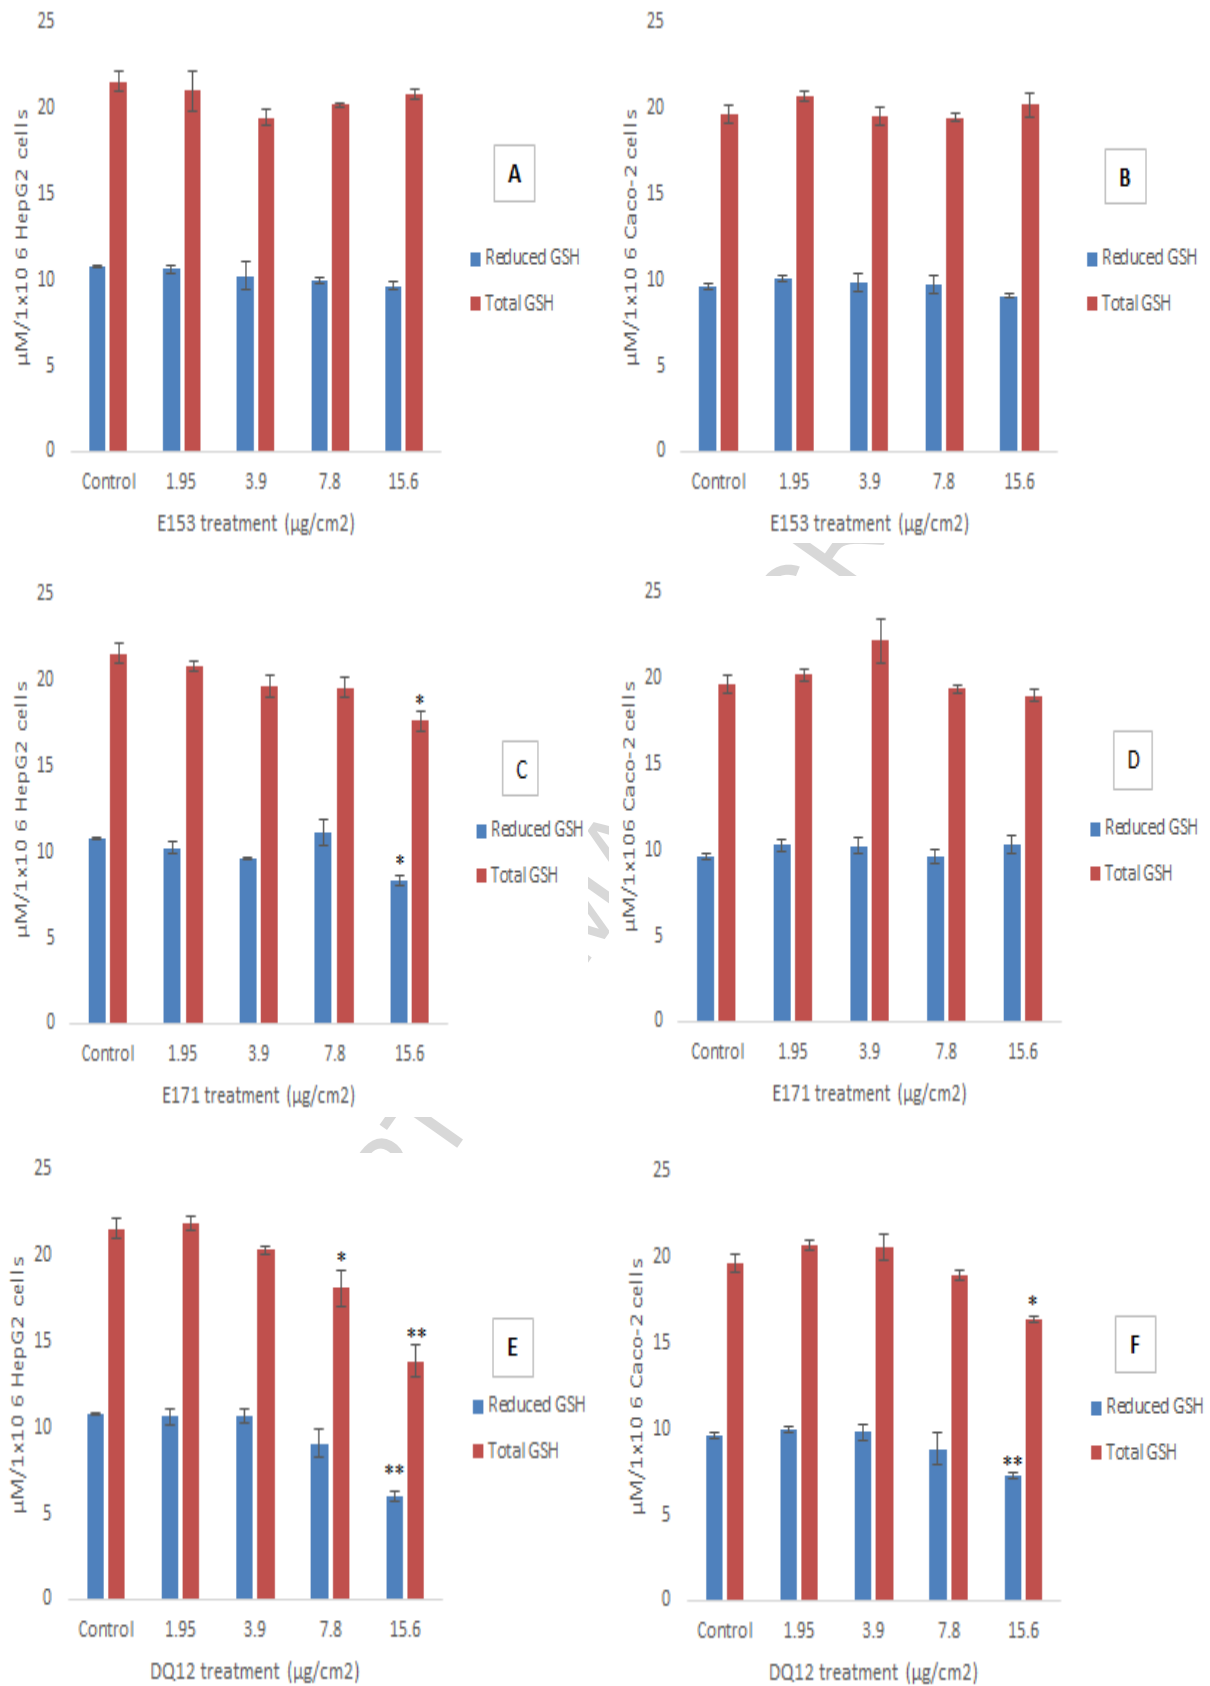 25
20
15
10
5
0
µM/1x10 6 HepG2 cells
Control 1.95 3.9 7.8 15.6
E153 treatment (µg/cm2)
A
Reduced GSH
Total GSH
25
20
15
10
5
0
µM/1x10 6 Caco-2 cells
Control 1.95 3.9 7.8 15.6
E153 treatment (µg/cm2)
B
Reduced GSH
Total GSH
25
20
15
10
5
0
µM/1x10 6 HepG2 cells
*
*
Control 1.95 3.9 7.8 15.6
E171 treatment (µg/cm2)
C
Reduced GSH
Total GSH
25
20
15
10
5
0
µM/1x106 Caco-2 cells
Control 1.95 3.9 7.8 15.6
E171 treatment (µg/cm2)
D
Reduced GSH
Total GSH
25
20
15
10
5
0
µM/1x10 6 HepG2 cells
*
**
**
Control 1.95 3.9 7.8 15.6
DQ12 treatment (µg/cm2)
E
Reduced GSH
Total GSH
25
20
15
10
5
0
µM/1x10 6 Caco-2 cells
*
**
Control 1.95 3.9 7.8 15.6
DQ12 treatment (µg/cm2)
F
Reduced GSH
Total GSH